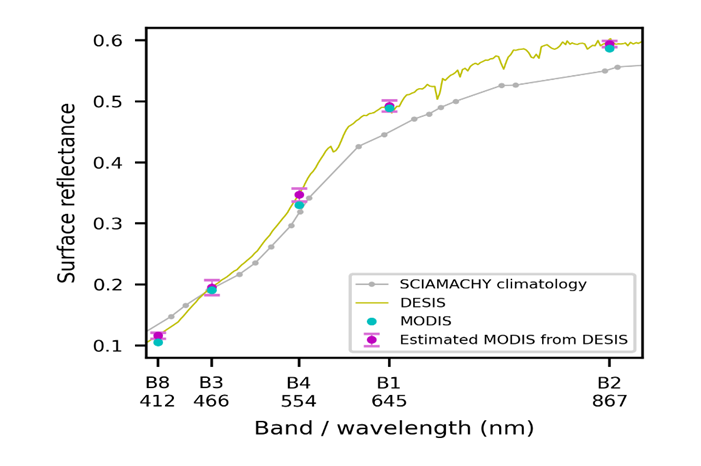 0.6
0.5
0.4
0.3
0.2
0.1
Surface reflectance
SCIAMACHY climatology
DESIS
MODIS
Estimated MODIS from DESIS
B8 B3 B4 B1 B2
412 466 554 645 867
Band / wavelength (nm)